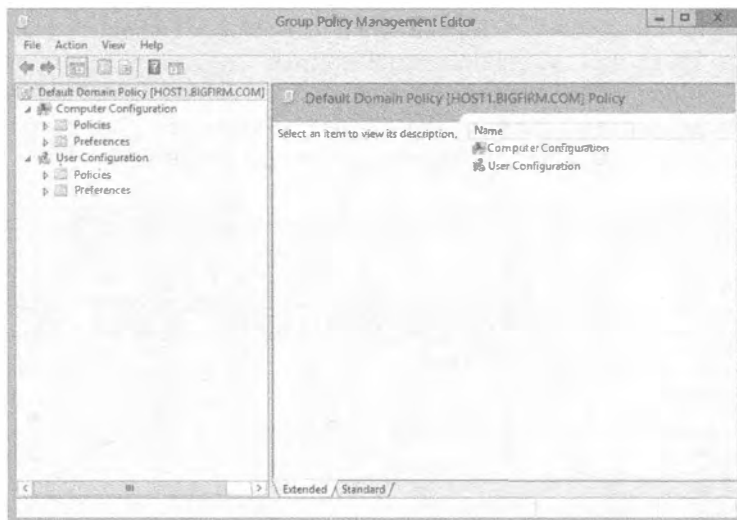 Group Policy Management Editor
File Action View Help
Default Domain Policy [HOST1.BIGFIRM.COM]
Computer Configuration
Policies
Preferences
User Configuration
Policies
Preferences
Default Domain Policy [HOST1.BIGFIRM.COM] Policy
Select an item to view its description.
Name
Computer Configuration
User Configuration
Extended Standard